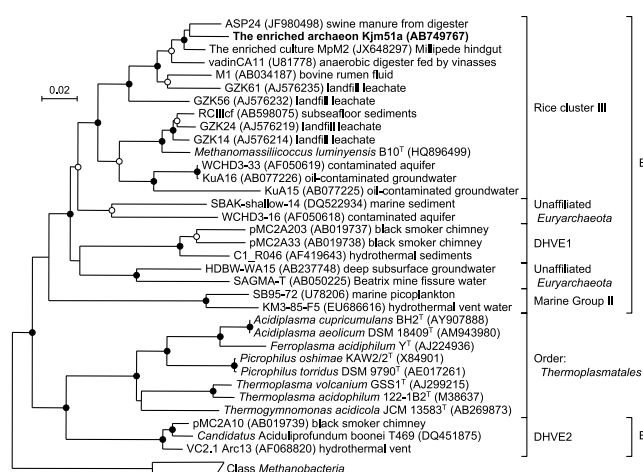 ASP24 (JF980498) swine manure from digester
The enriched archaeon Kjm51a (AB749767)
The enriched culture MpM2 (JX648297) Millipede hindgut
vadinCA11 (U81778) anaerobic digester fed by vinasses
M1 (AB034187) bovine rumen fluid
GZK61 (AJ576235) landfill leachate
GZK56 (AJ576232) landfill leachate
RCIIIcf (AB598075) subseafloor sediments
GZK24 (AJ576219) landfill leachate
GZK14 (AJ576214) landfill leachate
Methanomassiliicoccus luminyensis B10T (HQ896499)
WCHD3-33 (AF050619) contaminated aquifer
KuA16 (AB077226) oil-contaminated groundwater
KuA15 (AB077225) oil-contaminated groundwater
SBAK-shallow-14 (DQ522934) marine sediment
WCHD3-16 (AF050618) contaminated aquifer
pMC2A203 (AB019737) black smoker chimney
pMC2A33 (AB019738) black smoker chimney
C1_R046 (AF419643) hydrothermal sediments
HDBW-WA15 (AB237748) deep subsurface groundwater
SAGMA-T (AB050225) Beatrix mine fissure water
SB95-72 (U78206) marine picoplankton
KM3-85-F5 (EU686616) hydrothermal vent water
Acidiplasma cupricumulans BH2T (AY907888)
Acidiplasma aeolicum DSM 18409T (AM943980)
Ferroplasma acidiphilum YT (AJ224936)
Picrophilus oshimae KAW2/2T (X84901)
Picrophilus torridus DSM 9790T (AE017261)
Thermoplasma volcanium GSS1T (AJ299215)
Thermoplasma acidophilum 122-1B2T (M38637)
Thermogymnomonas acidicola JCM 13583T (AB269873)
pMC2A10 (AB019739) black smoker chimney
Candidatus Aciduliprofundum boonei T469 (DQ451875)
VC2.1 Arc13 (AF068820) hydrothermal vent
Class Methanobacteria
0.02
Rice cluster III
Unaffiliated
Euryarchaeota
DHVE1
Unaffiliated
Euryarchaeota
Marine Group II
Order:
Thermoplasmatales
DHVE2